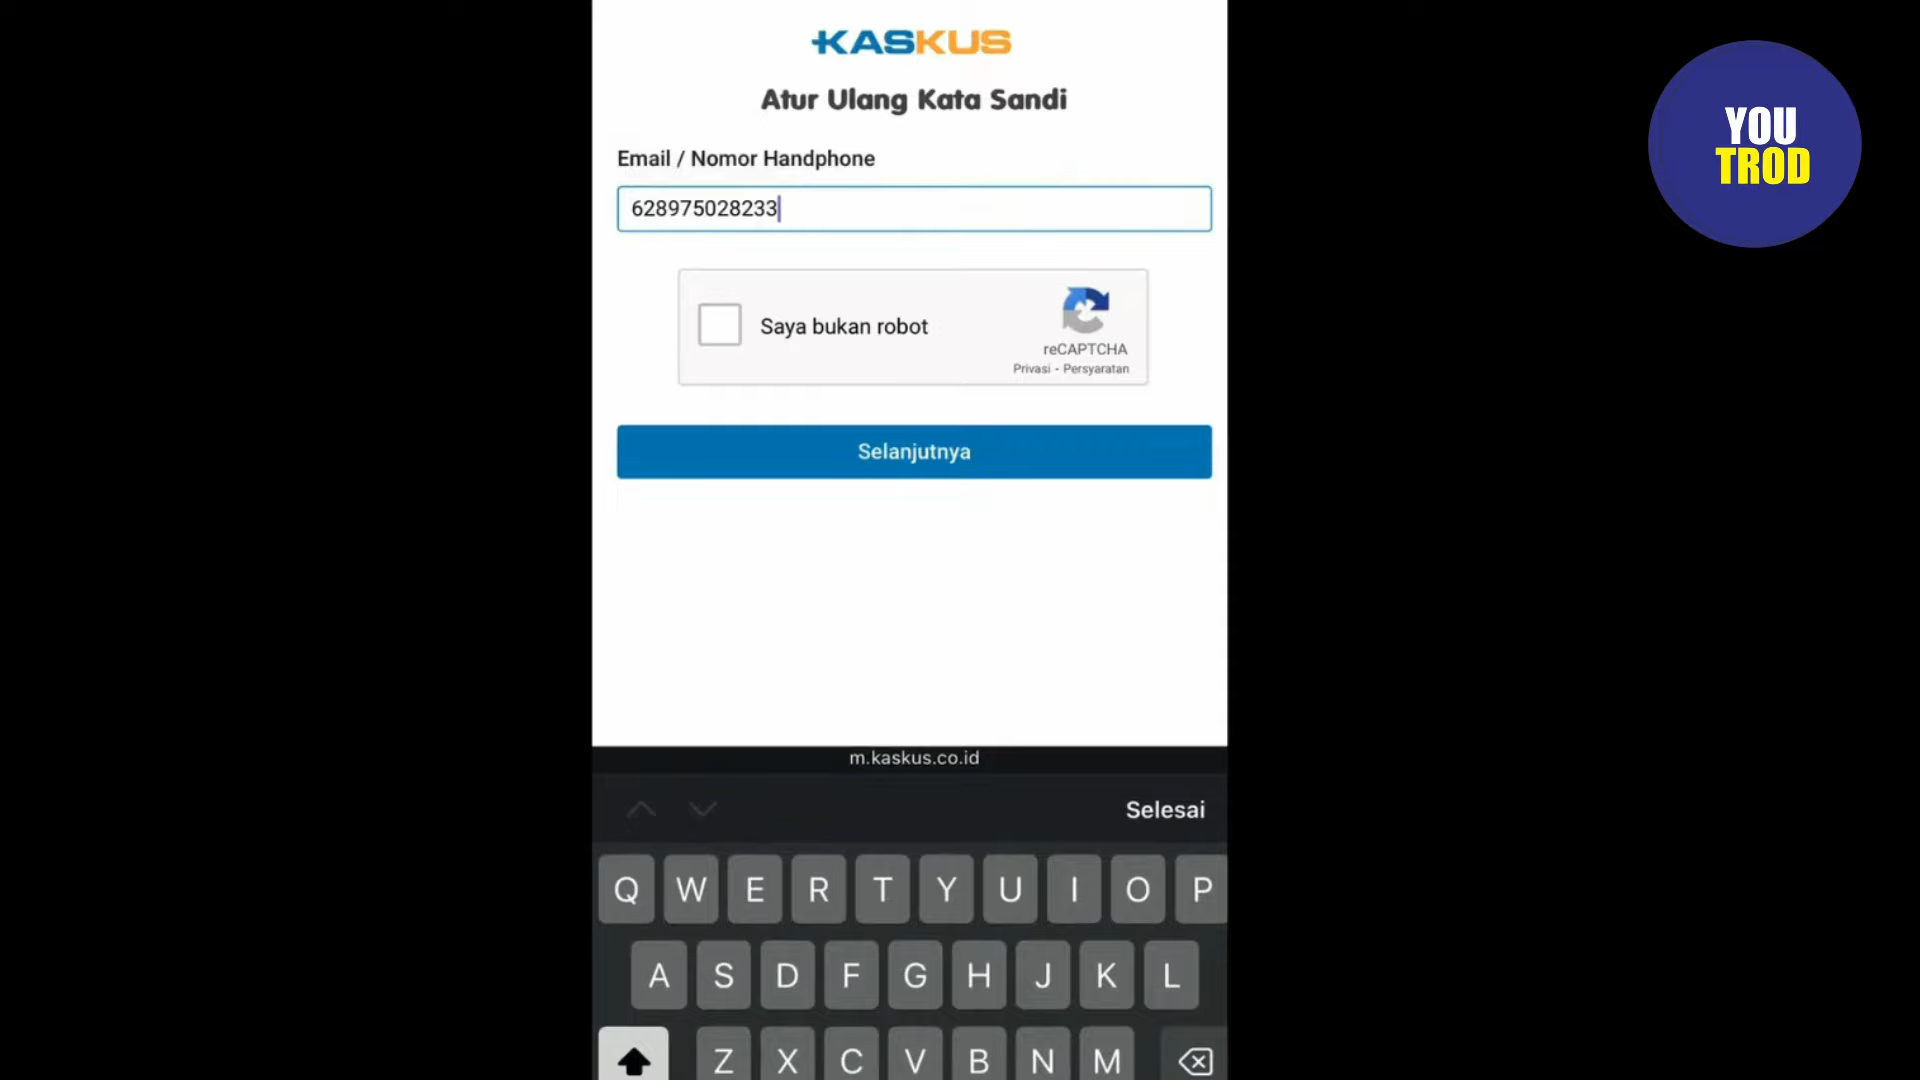 KASKUS
YOU
TROD
Atur Ulang Kata Sandi
Email / Nomor Handphone
628975028233
Saya bukan robot
reCAPTCHA
Privasi - Persyaratan
Selanjutnya
m.kaskus.co.id
Selesai
Q W E R T Y U I O P
A S D F G H J K L
Z X C V B N M